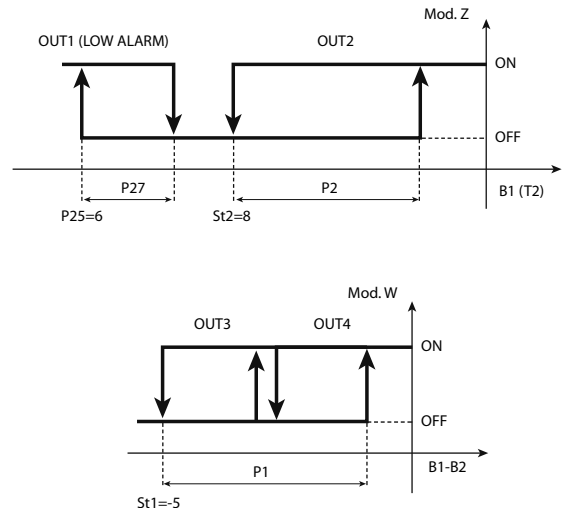 Mod. Z
OUT1 (LOW ALARM)
OUT2
ON
OFF
P27
P2
B1 (T2)
P25=6
St2=8
Mod. W
OUT3
OUT4
ON
OFF
P1
B1-B2
St1=-5